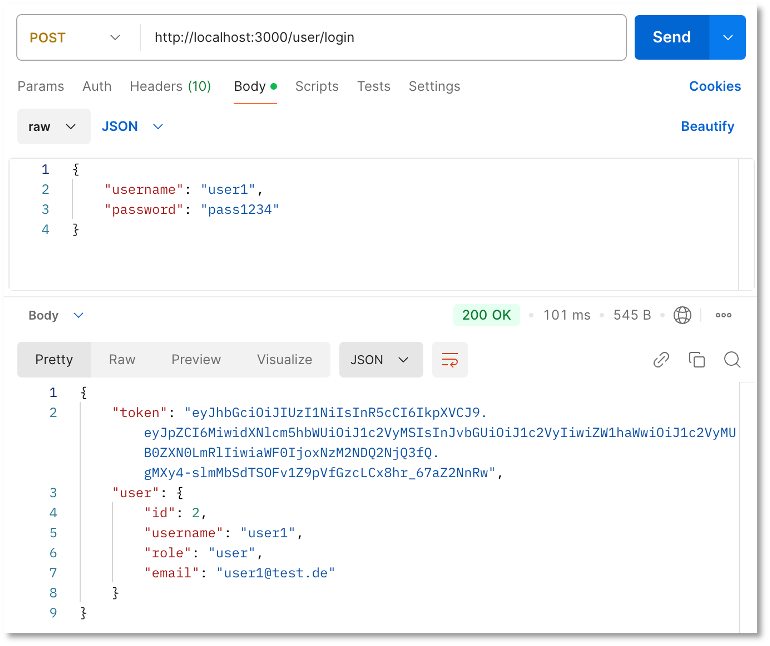 POST http://localhost:3000/user/login Send
Params Auth Headers (10) Body Scripts Tests Settings Cookies
raw JSON Beautify
1 {
2 "username": "user1",
3 "password": "pass1234"
4 }
Body 200 OK 101 ms 545 B
Pretty Raw Preview Visualize JSON
1 {
2 "token": "eyJhbGciOiJIUzI1NiIsInR5cCI6IkpXVCJ9.
eyJpZCI6MiwidXNlcm5hbWUiOiJ1c2VyMSIsInJvbGUiOiJ1c2VyIiwiZW1haWwiOiJ1c2VyMU
B0ZXN0LmRlIiwiaWF0IjoxNzM2NDQ2NjQ3fQ.
gMXy4-slmMbSdTSOFv1Z9pVfGzcLCx8hr_67aZ2NnRw",
3 "user": {
4 "id": 2,
5 "username": "user1",
6 "role": "user",
7 "email": "user1@test.de"
8 }
9 }